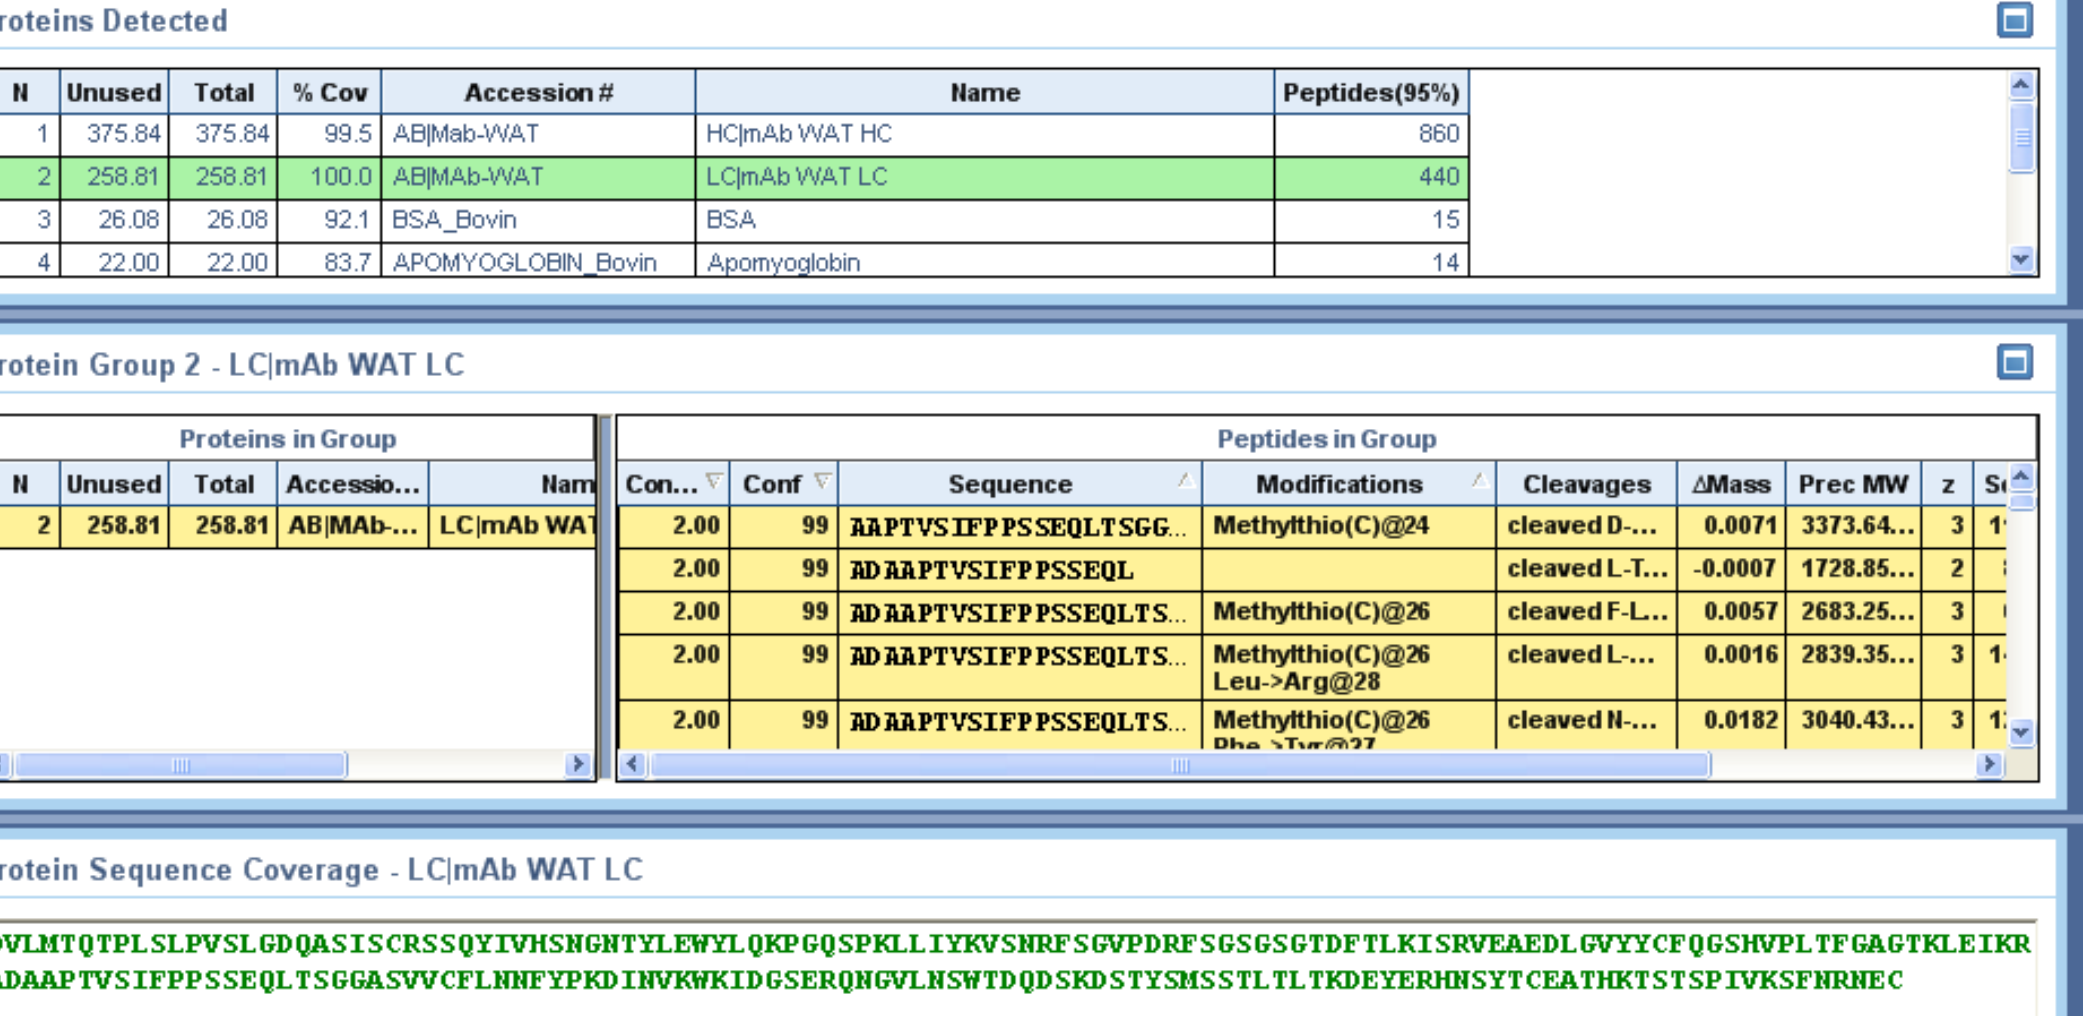 roteins Detected
N Unused Total % Cov Accession # Name Peptides(95%)
1 375.84 375.84 99.5 AB|Mab-WAT HC|mAb WAT HC 860
2 258.81 258.81 100.0 AB|MAb-WAT LC|mAb WAT LC 440
3 26.08 26.08 92.1 BSA_Bovin BSA 15
4 22.00 22.00 83.7 APOMYOGLOBIN_Bovin Apomyoglobin 14
rotein Group 2 - LC|mAb WAT LC
Proteins in Group
N Unused Total Accessio... Nam
2 258.81 258.81 AB|MAb-... LC|mAb WAT
Peptides in Group
Con... Conf Sequence Modifications Cleavages ΔMass Prec MW z
2.00 99 AAPTVSIFPPSSEQLTSGG... Methylthio(C)@24 cleaved D-... 0.0071 3373.64... 3
2.00 99 ADAAPTVSIFPPSSEQL cleaved L-T... -0.0007 1728.85... 2
2.00 99 ADAAPTVSIFPPSSEQLTS... Methylthio(C)@26 cleaved F-L... 0.0057 2683.25... 3
2.00 99 ADAAPTVSIFPPSSEQLTS... Methylthio(C)@26 cleaved L-... 0.0016 2839.35... 3
Leu->Arg@28
2.00 99 ADAAPTVSIFPPSSEQLTS... Methylthio(C)@26 cleaved N-... 0.0182 3040.43... 3
Phe->Tyr@27
rotein Sequence Coverage - LC|mAb WAT LC
DVLMTQTPLSLPVSLGDQASISCRSSQYIVHSNGNTYLEWYLQKPGQSPKLLIYKVSNRFSGVPDRFSGSGSGTDFTLKISRVEAEDLGVYYCFQGSHVPLTFGAGTKLEIKR
ADAAPTVSIFPPSSEQLTSGGASVVCFLNNFYPKDINVKWKIDGSERQNGVLNSWTDQDSKDSTYSMSSTLTLTKDEYERHNSYTCEATHKTSTSPIVKSFNRNEC